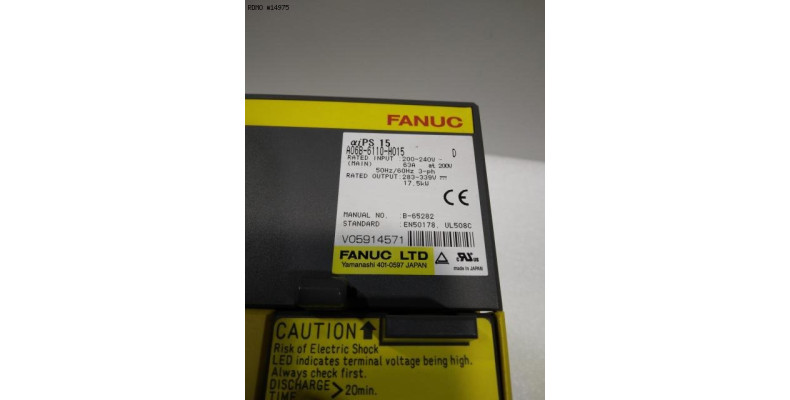 RDMO #14975
FANUC
αiPS 15
A06B-6110-H015 D
RATED INPUT : 200-240V~
(MAIN) 63A at 200V
50Hz/60Hz 3-ph
RATED OUTPUT : 283-339V
17.5kW
CE
MANUAL NO. : B-65282
STANDARD : EN50178, UL508C
V05914571
FANUC LTD
Yamanashi 401-0597 JAPAN
made in JAPAN
CAUTION
Risk of Electric Shock
LED indicates terminal voltage being high.
Always check first.
DISCHARGE
TIME > 20min.